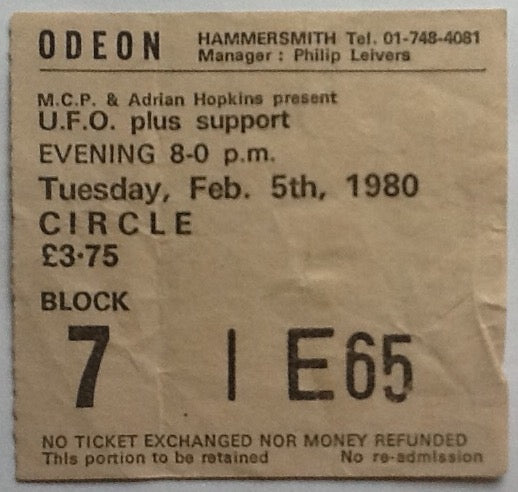 ODEON HAMMERSMITH Tel. 01-748-4081
Manager : Philip Leivers
M.C.P. & Adrian Hopkins present
U.F.O. plus support
EVENING 8-0 p.m.
Tuesday, Feb. 5th, 1980
CIRCLE
£3·75
BLOCK
7 | E65
NO TICKET EXCHANGED NOR MONEY REFUNDED
This portion to be retained No re-admission